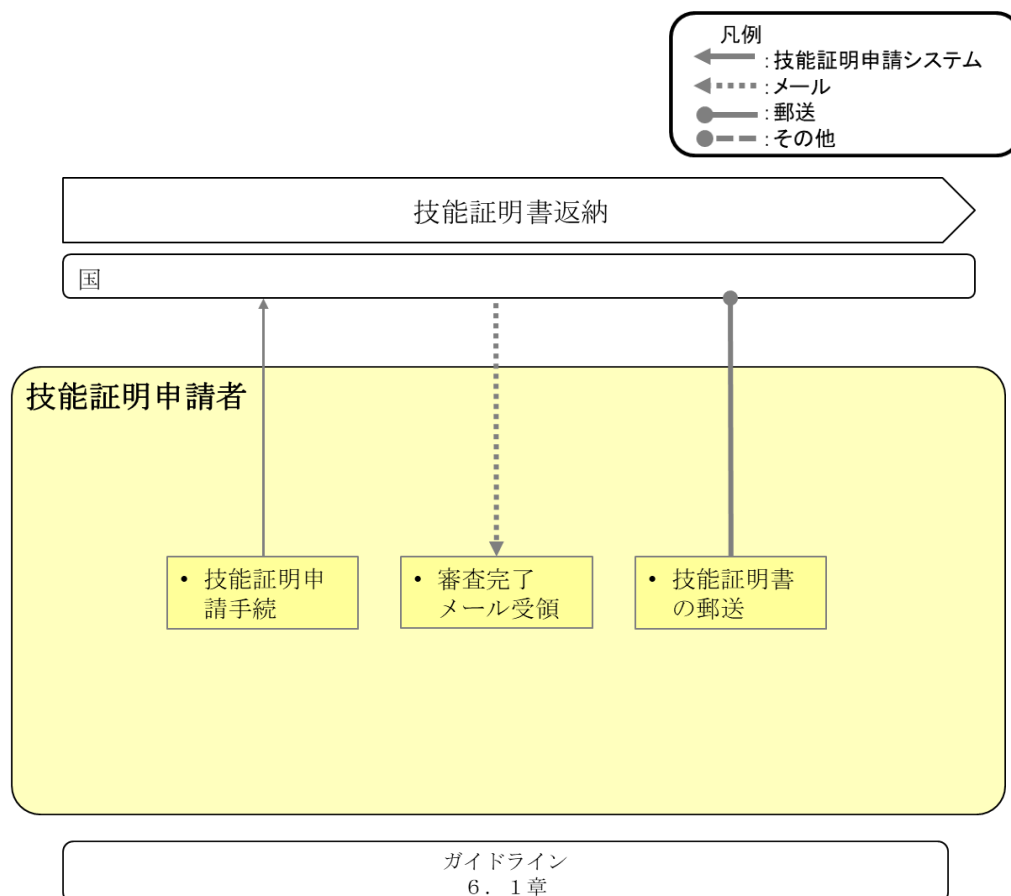 凡例
:技能証明申請システム
:メール
:郵送
:その他
技能証明書返納
国
技能証明申請者
• 技能証明申
請手続
• 審査完了
メール受領
• 技能証明書
の郵送
ガイドライン
6．1章